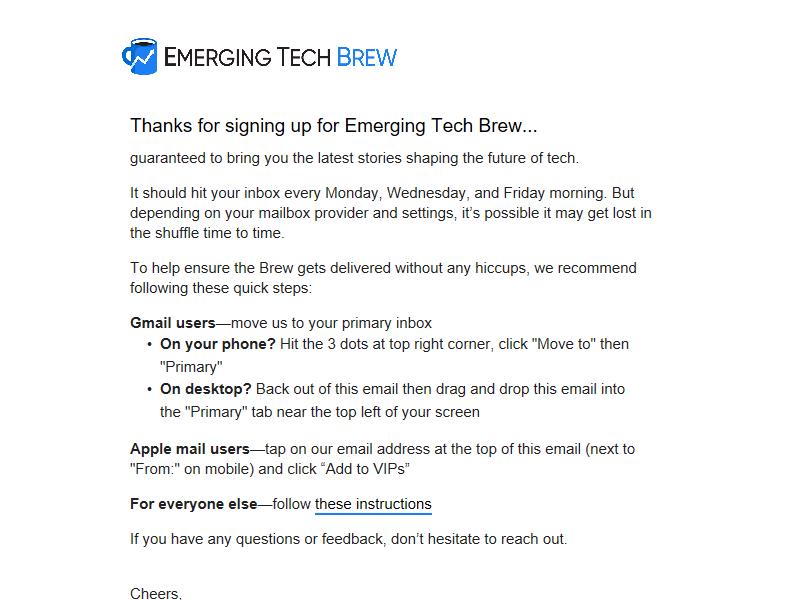 EMERGING TECH BREW
Thanks for signing up for Emerging Tech Brew...
guaranteed to bring you the latest stories shaping the future of tech.
It should hit your inbox every Monday, Wednesday, and Friday morning. But
depending on your mailbox provider and settings, it’s possible it may get lost in
the shuffle time to time.
To help ensure the Brew gets delivered without any hiccups, we recommend
following these quick steps:
Gmail users—move us to your primary inbox
• On your phone? Hit the 3 dots at top right corner, click "Move to" then
"Primary"
• On desktop? Back out of this email then drag and drop this email into
the "Primary" tab near the top left of your screen
Apple mail users—tap on our email address at the top of this email (next to
"From:" on mobile) and click “Add to VIPs”
For everyone else—follow these instructions
If you have any questions or feedback, don’t hesitate to reach out.
Cheers,